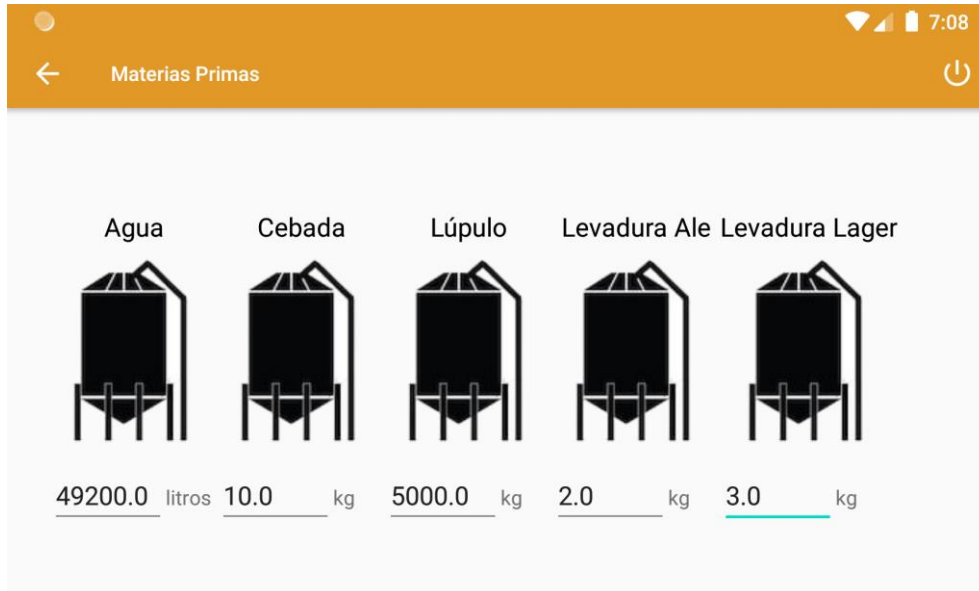 7:08
Materias Primas
Agua Cebada Lúpulo Levadura Ale Levadura Lager
49200.0 litros 10.0 kg 5000.0 kg 2.0 kg 3.0 kg